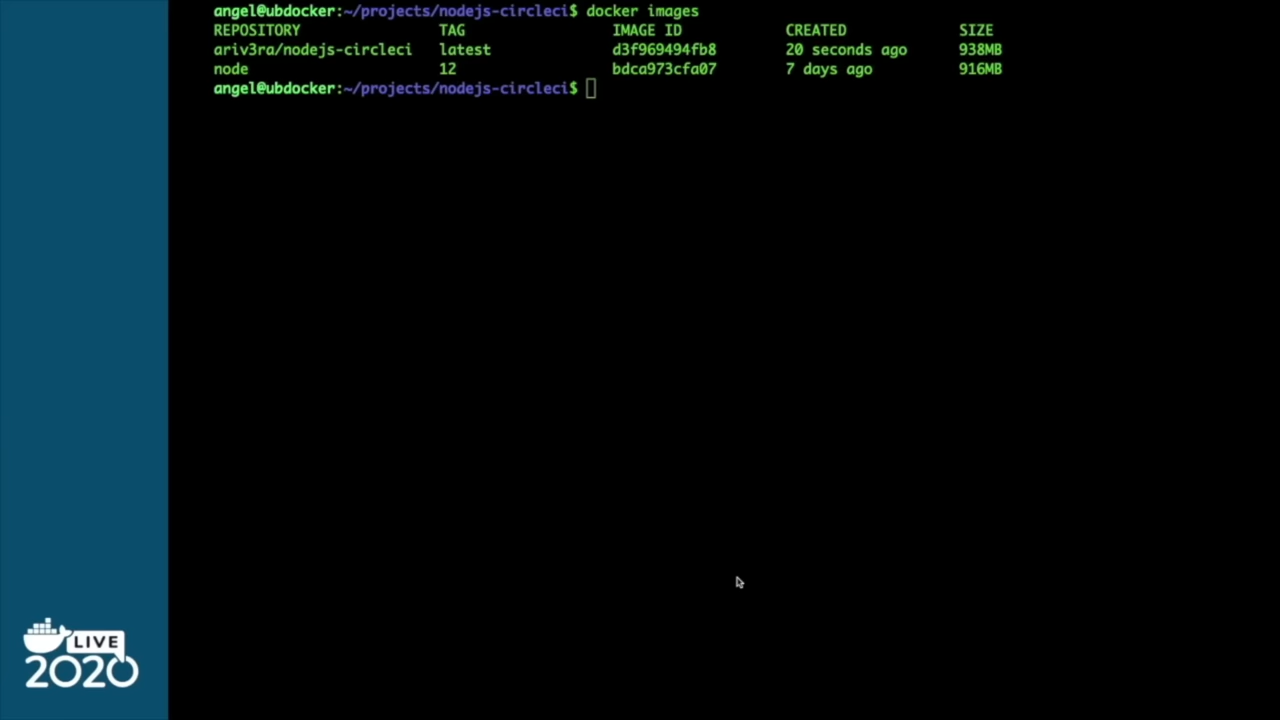 angel@ubdocker:~/projects/nodejs-circleci$ docker images
REPOSITORY TAG IMAGE ID CREATED SIZE
ariv3ra/nodejs-circleci latest d3f969494fb8 20 seconds ago 938MB
node 12 bdca973cfa07 7 days ago 916MB
angel@ubdocker:~/projects/nodejs-circleci$
LIVE
2020